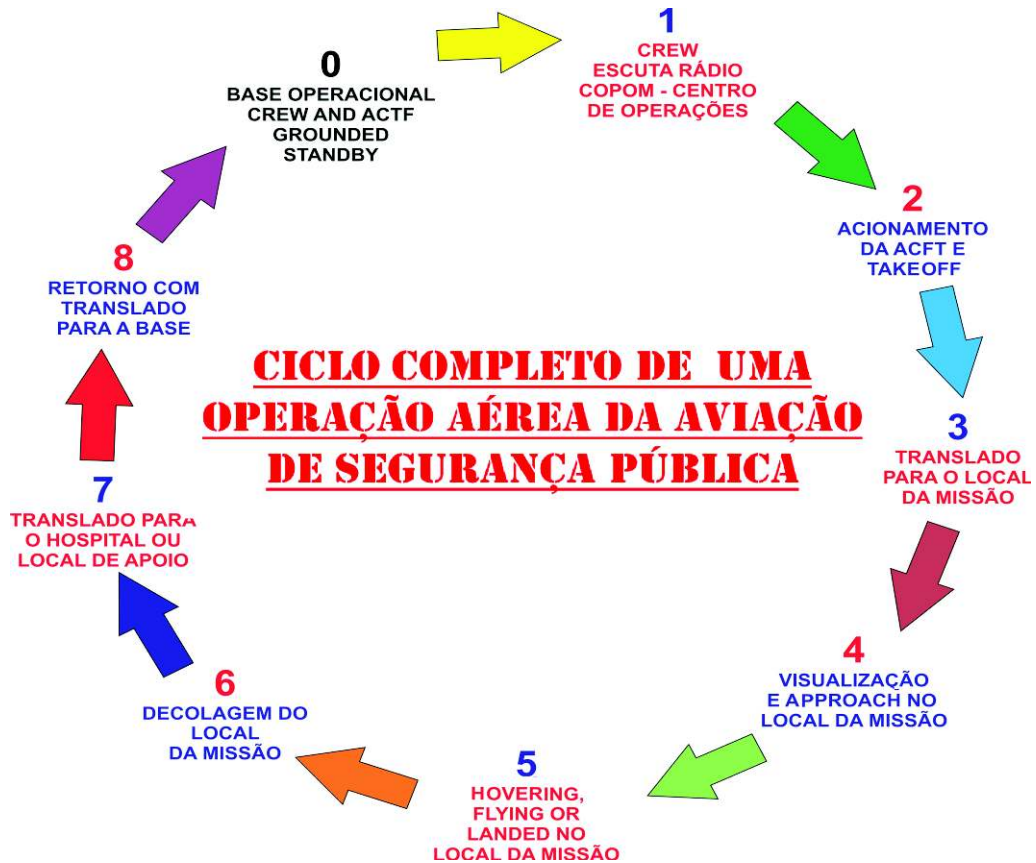 0
BASE OPERACIONAL
CREW AND ACTF
GROUNDED
STANDBY
1
CREW
ESCUTA RÁDIO
COPOM - CENTRO
DE OPERAÇÕES
2
ACIONAMENTO
DA ACFT E
TAKEOFF
3
TRANSLADO
PARA O LOCAL
DA MISSÃO
4
VISUALIZAÇÃO
E APPROACH NO
LOCAL DA MISSÃO
5
HOVERING,
FLYING OR
LANDED NO
LOCAL DA MISSÃO
6
DECOLAGEM DO
LOCAL
DA MISSÃO
7
TRANSLADO PARA
O HOSPITAL OU
LOCAL DE APOIO
8
RETORNO COM
TRANSLADO
PARA A BASE
CICLO COMPLETO DE UMA
OPERAÇÃO AÉREA DA AVIAÇÃO
DE SEGURANÇA PÚBLICA